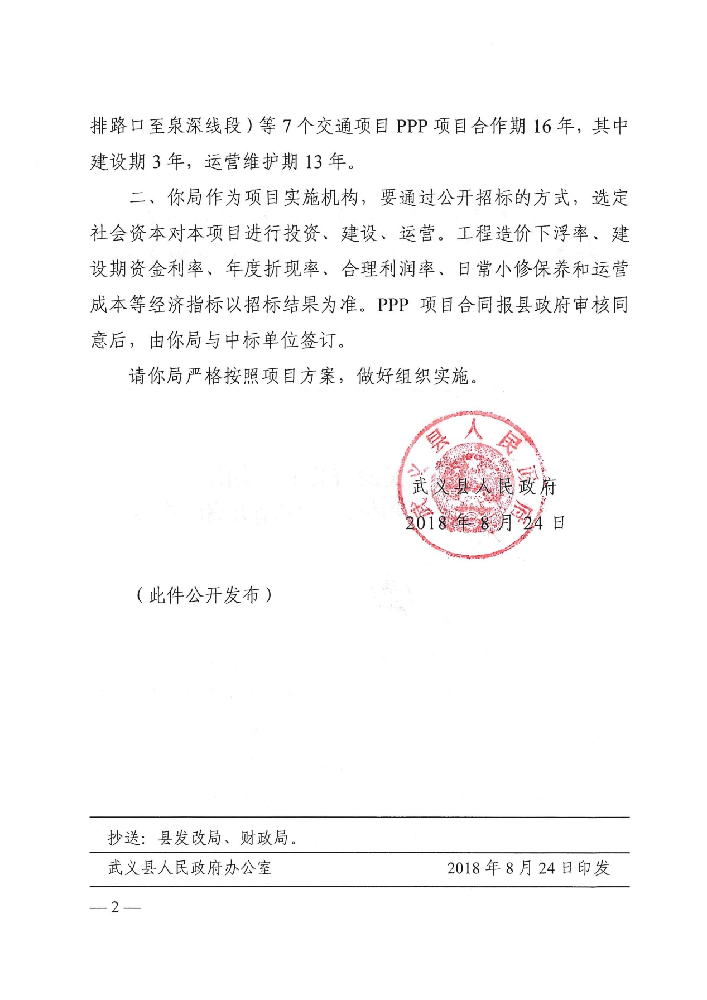 排路口至泉深线段）等7个交通项目PPP项目合作期16年，其中
建设期3年，运营维护期13年。
二、你局作为项目实施机构，要通过公开招标的方式，选定
社会资本对本项目进行投资、建设、运营。工程造价下浮率、建
设期资金利率、年度折现率、合理利润率、日常小修保养和运营
成本等经济指标以招标结果为准。PPP 项目合同报县政府审核同
意后，由你局与中标单位签订。
请你局严格按照项目方案，做好组织实施。
武义县人民政府
武义县人民政府
2018年8月24日
（此件公开发布）
抄送：县发改局、财政局。
武义县人民政府办公室 2018年8月24日印发
—2—